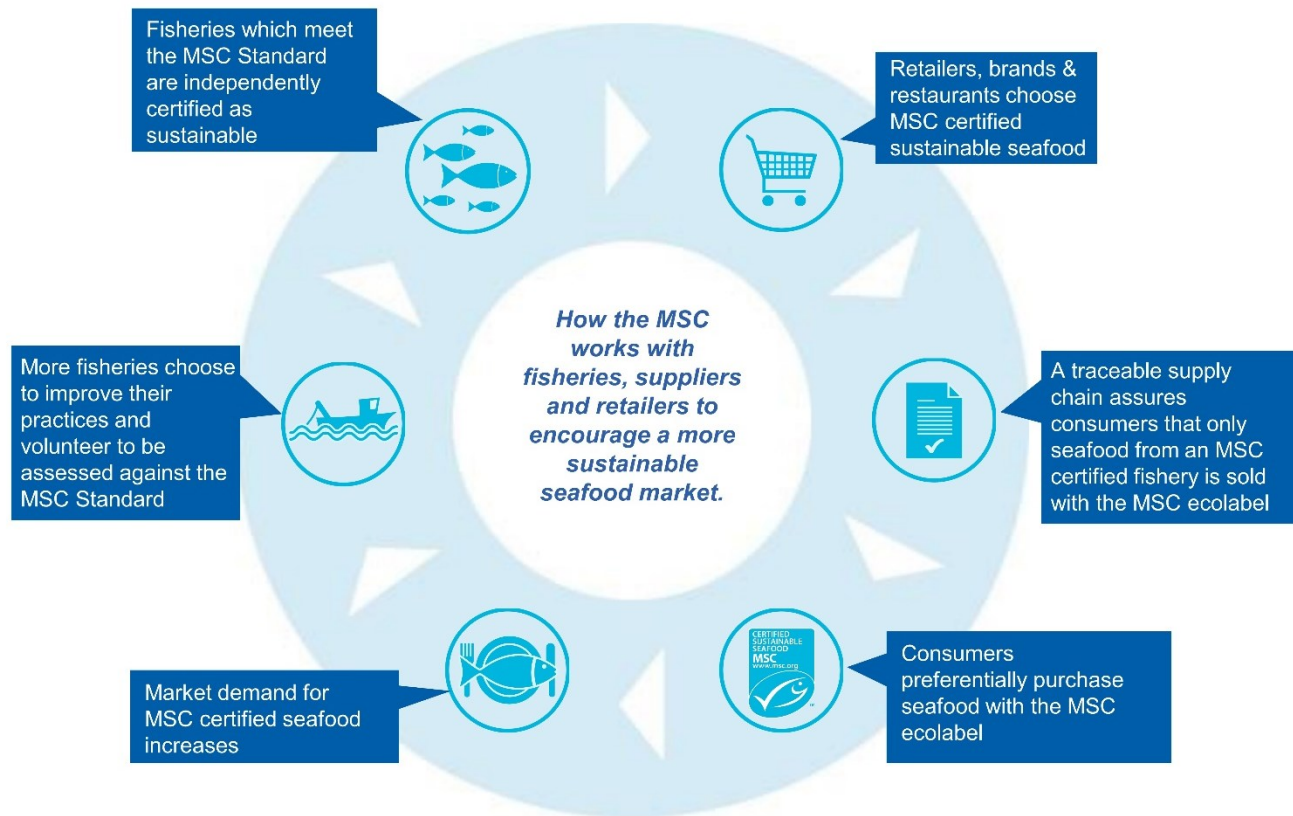 Fisheries which meet
the MSC Standard
are independently
certified as
sustainable
Retailers, brands &
restaurants choose
MSC certified
sustainable seafood
How the MSC
works with
fisheries, suppliers
and retailers to
encourage a more
sustainable
seafood market.
A traceable supply
chain assures
consumers that only
seafood from an MSC
certified fishery is sold
with the MSC ecolabel
CERTIFIED
SUSTAINABLE
SEAFOOD
MSC
www.msc.org
Consumers
preferentially purchase
seafood with the MSC
ecolabel
Market demand for
MSC certified seafood
increases
More fisheries choose
to improve their
practices and
volunteer to be
assessed against the
MSC Standard